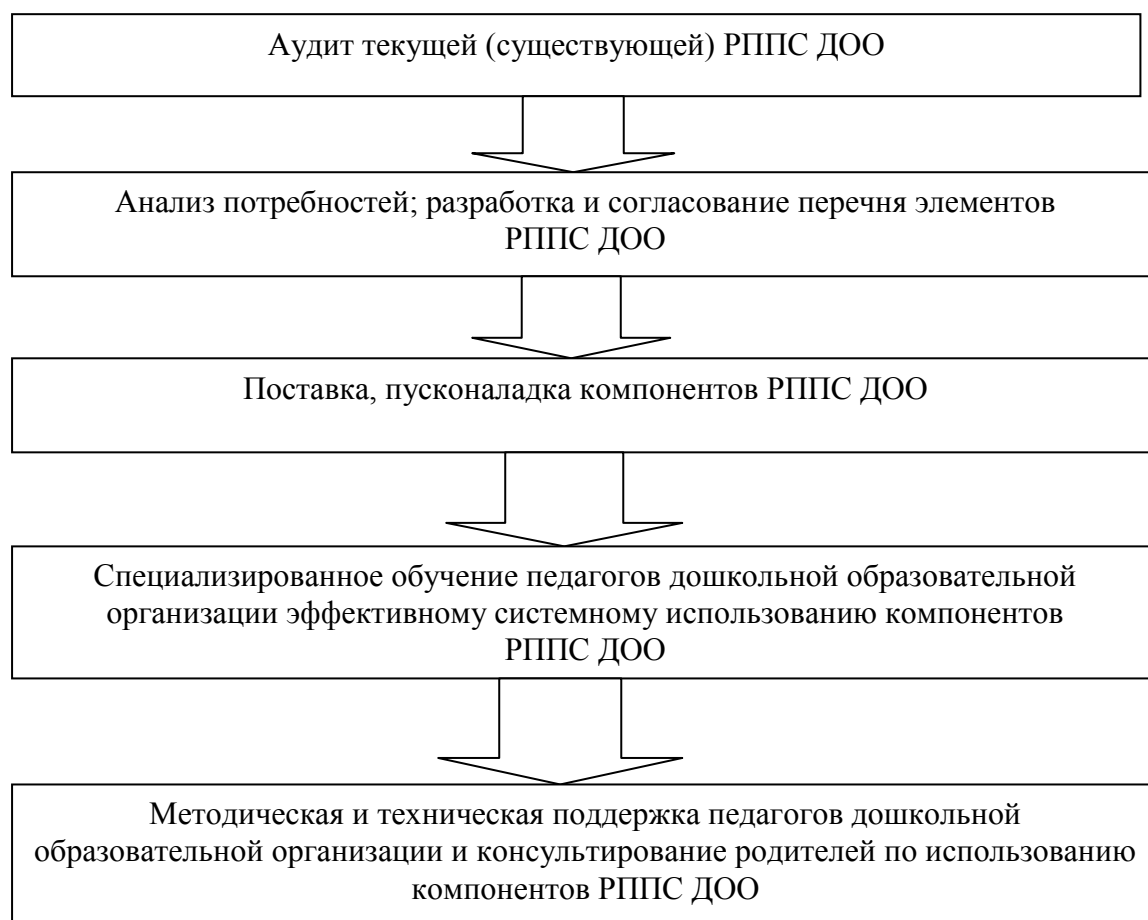 Аудит текущей (существующей) РППС ДОО
Анализ потребностей; разработка и согласование перечня элементов
РППС ДОО
Поставка, пусконаладка компонентов РППС ДОО
Специализированное обучение педагогов дошкольной образовательной
организации эффективному системному использованию компонентов
РППС ДОО
Методическая и техническая поддержка педагогов дошкольной
образовательной организации и консультирование родителей по использованию
компонентов РППС ДОО